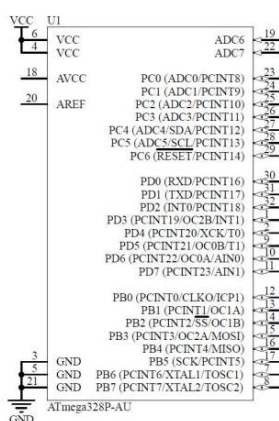 VCC U1
6 VCC ADC6 19
4 VCC ADC7 22
18 AVCC PC0 (ADC0/PCINT8) 23
PC1 (ADC1/PCINT9) 24
20 AREF PC2 (ADC2/PCINT10) 25
PC3 (ADC3/PCINT11) 26
PC4 (ADC4/SDA/PCINT12) 27
PC5 (ADC5/SCL/PCINT13) 28
PC6 (RESET/PCINT14) 29
PD0 (RXD/PCINT16) 30
PD1 (TXD/PCINT17) 31
PD2 (INT0/PCINT18) 32
PD3 (PCINT19/OC2B/INT1) 1
PD4 (PCINT20/XCK/T0) 2
PD5 (PCINT21/OC0B/T1) 9
PD6 (PCINT22/OC0A/AIN0) 10
PD7 (PCINT23/AIN1) 11
PB0 (PCINT0/CLKO/ICP1) 12
PB1 (PCINT1/OC1A) 13
PB2 (PCINT2/SS/OC1B) 14
PB3 (PCINT3/OC2A/MOSI) 15
3 GND PB4 (PCINT4/MISO) 16
5 GND PB5 (SCK/PCINT5) 17
21 GND PB6 (PCINT6/XTAL1/TOSC1) 7
PB7 (PCINT7/XTAL2/TOSC2) 8
GND ATmega328P-AU